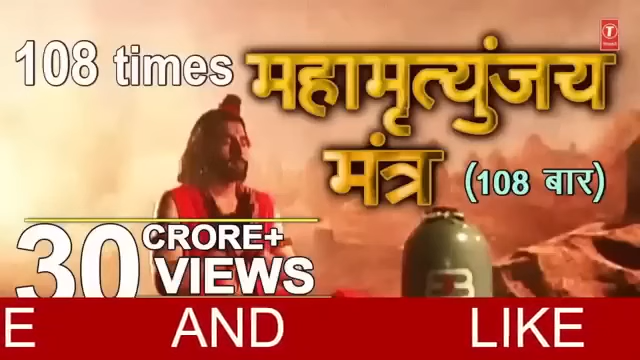 108 times
महामृत्युंजय
मंत्र (108 बार)
30 CRORE+
VIEWS
E AND LIKE